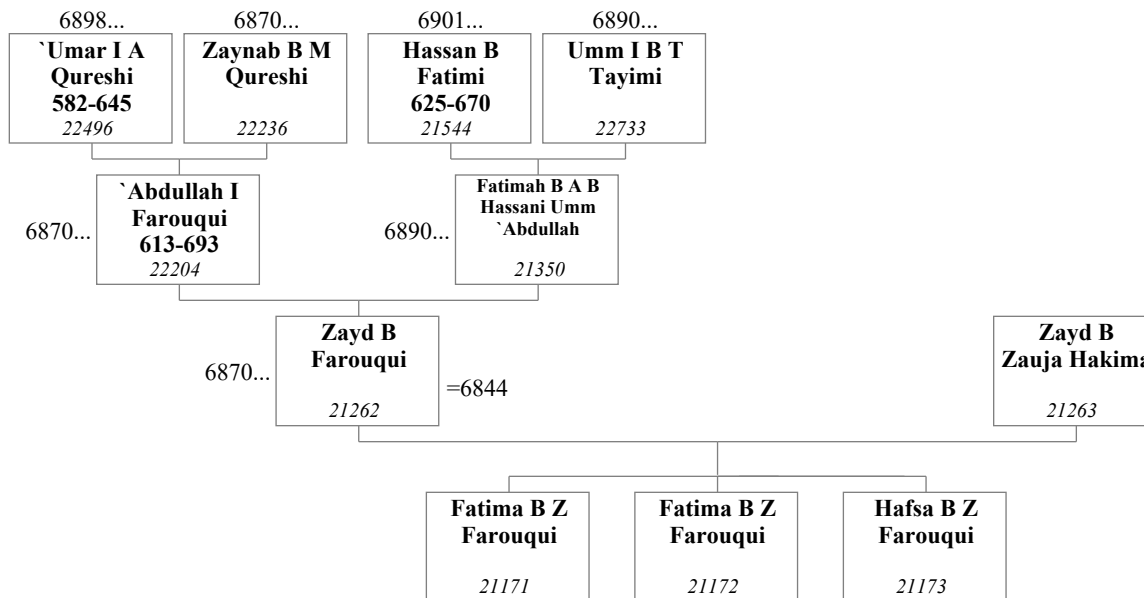 6898...
6870...
6901...
6890...
`Umar I A
Qureshi
582-645
22496
Zaynab B M
Qureshi
22236
Hassan B
Fatimi
625-670
21544
Umm I B T
Tayimi
22733
6870...
`Abdullah I
Farouqui
613-693
22204
6890...
Fatimah B A B
Hassani Umm
`Abdullah
21350
6870...
Zayd B
Farouqui
21262
=6844
Zayd B
Zauja Hakima
21263
Fatima B Z
Farouqui
21171
Fatima B Z
Farouqui
21172
Hafsa B Z
Farouqui
21173